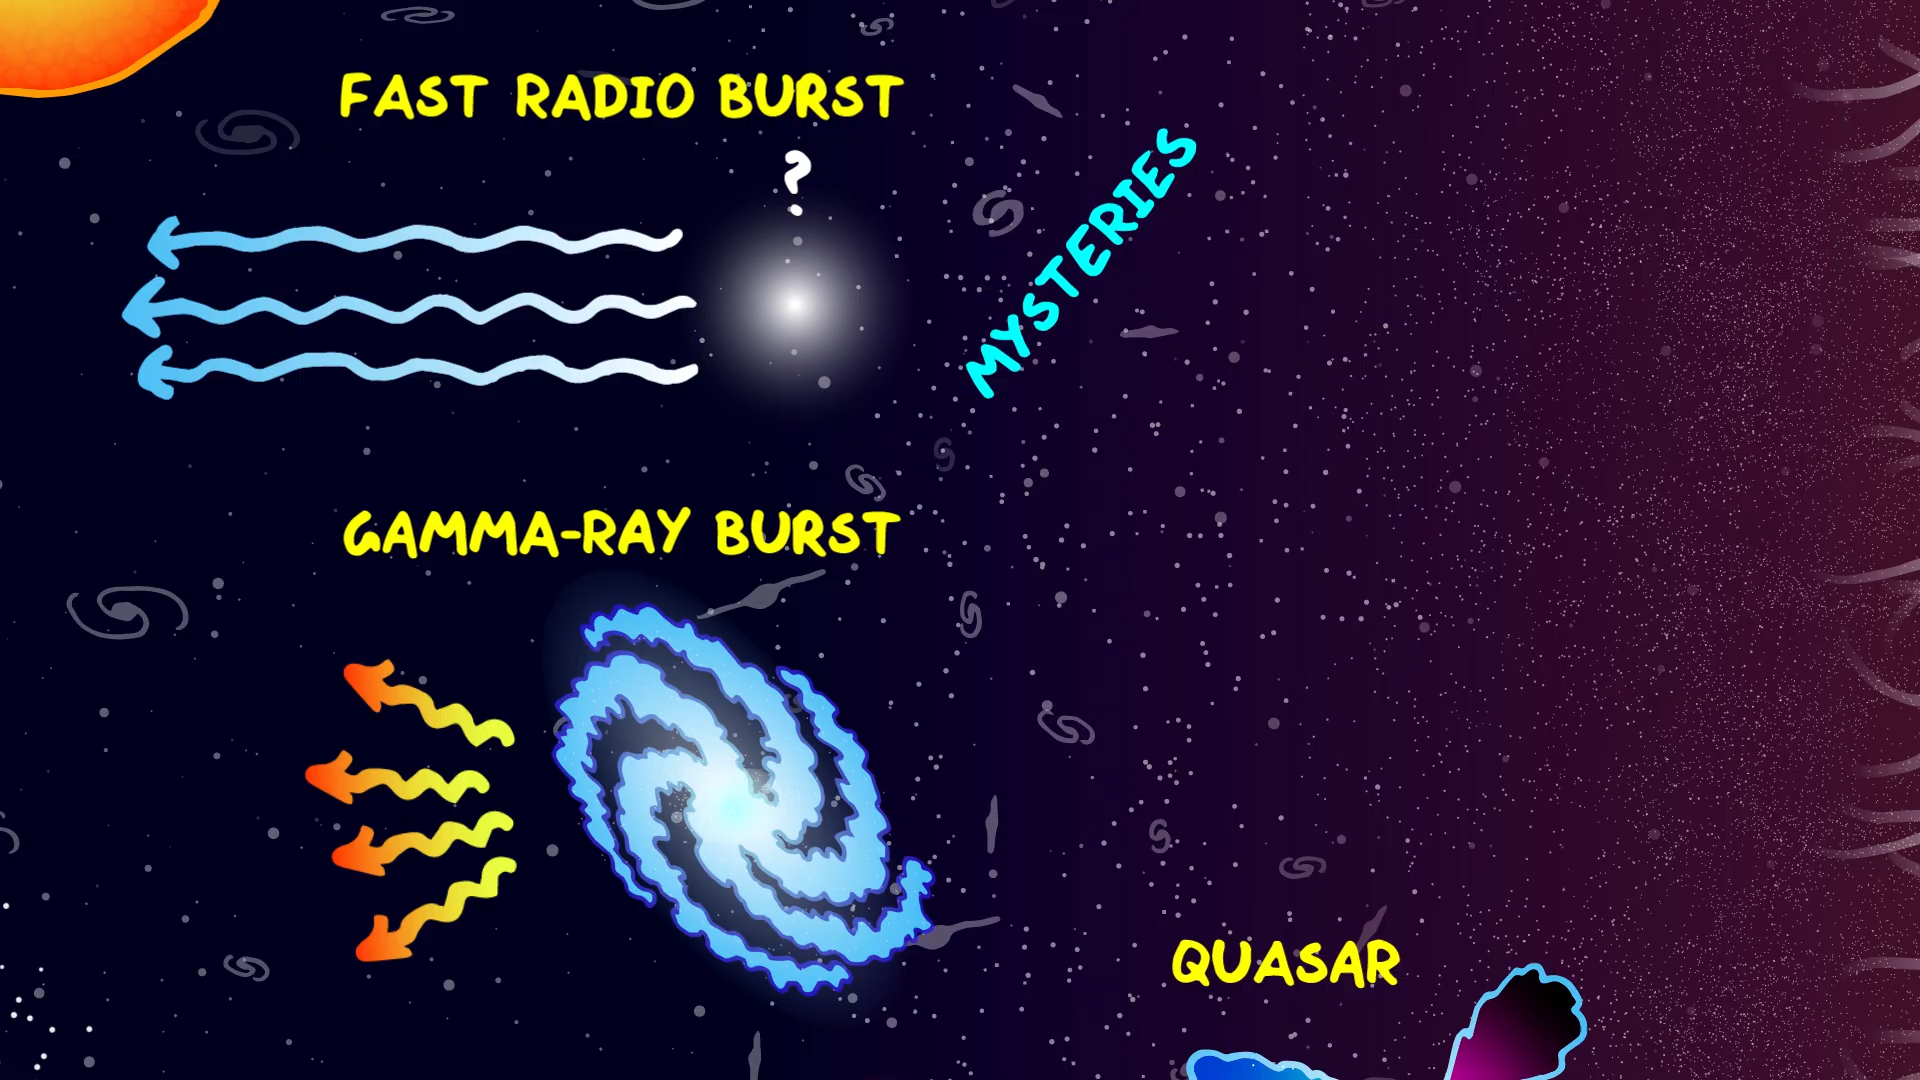 FAST RADIO BURST
?
MYSTERIES
GAMMA-RAY BURST
QUASAR